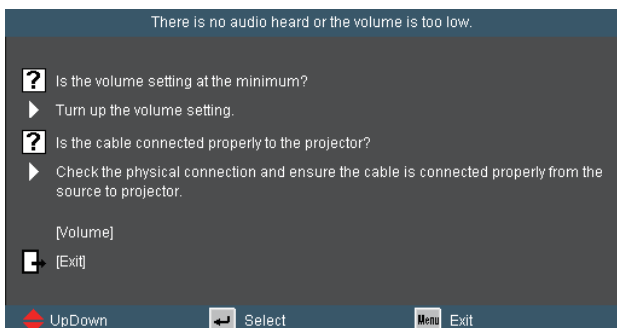 There is no audio heard or the volume is too low.
? Is the volume setting at the minimum?
Turn up the volume setting.
? Is the cable connected properly to the projector?
Check the physical connection and ensure the cable is connected properly from the
source to projector.
[Volume]
[Exit]
UpDown Select Menu Exit